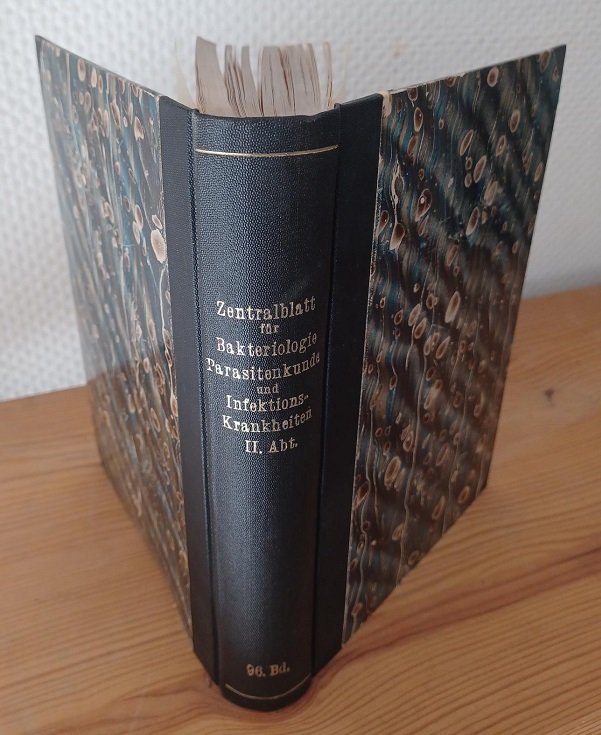 Zentralblatt
für
Bakteriologie
Parasitenkunde
und
Infektions-
Krankheiten
II. Abt.
96. Bd.